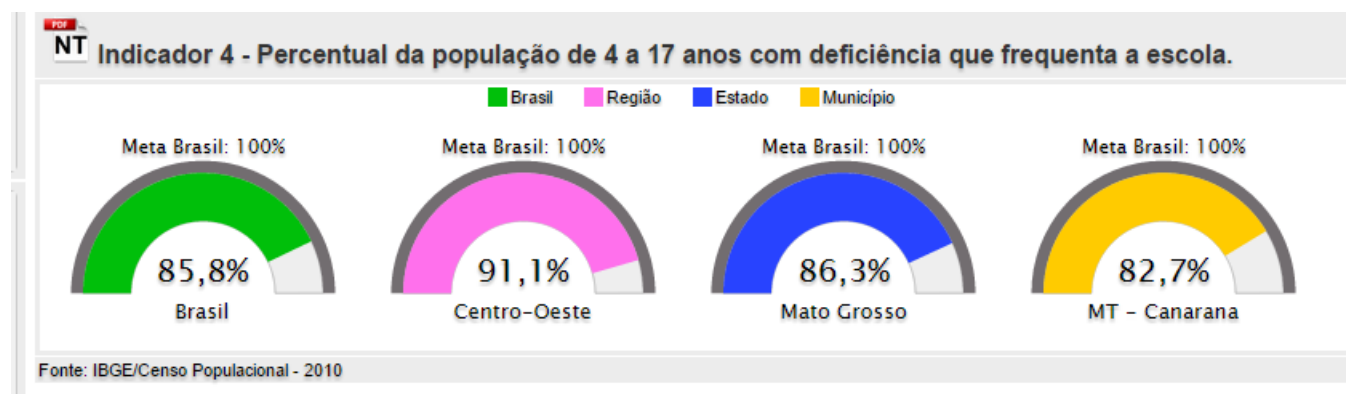 PDF
NT
Indicador 4 - Percentual da população de 4 a 17 anos com deficiência que frequenta a escola.
Brasil Região Estado Município
Meta Brasil: 100% Meta Brasil: 100% Meta Brasil: 100% Meta Brasil: 100%
85,8% 91,1% 86,3% 82,7%
Brasil Centro-Oeste Mato Grosso MT - Canarana
Fonte: IBGE/Censo Populacional - 2010